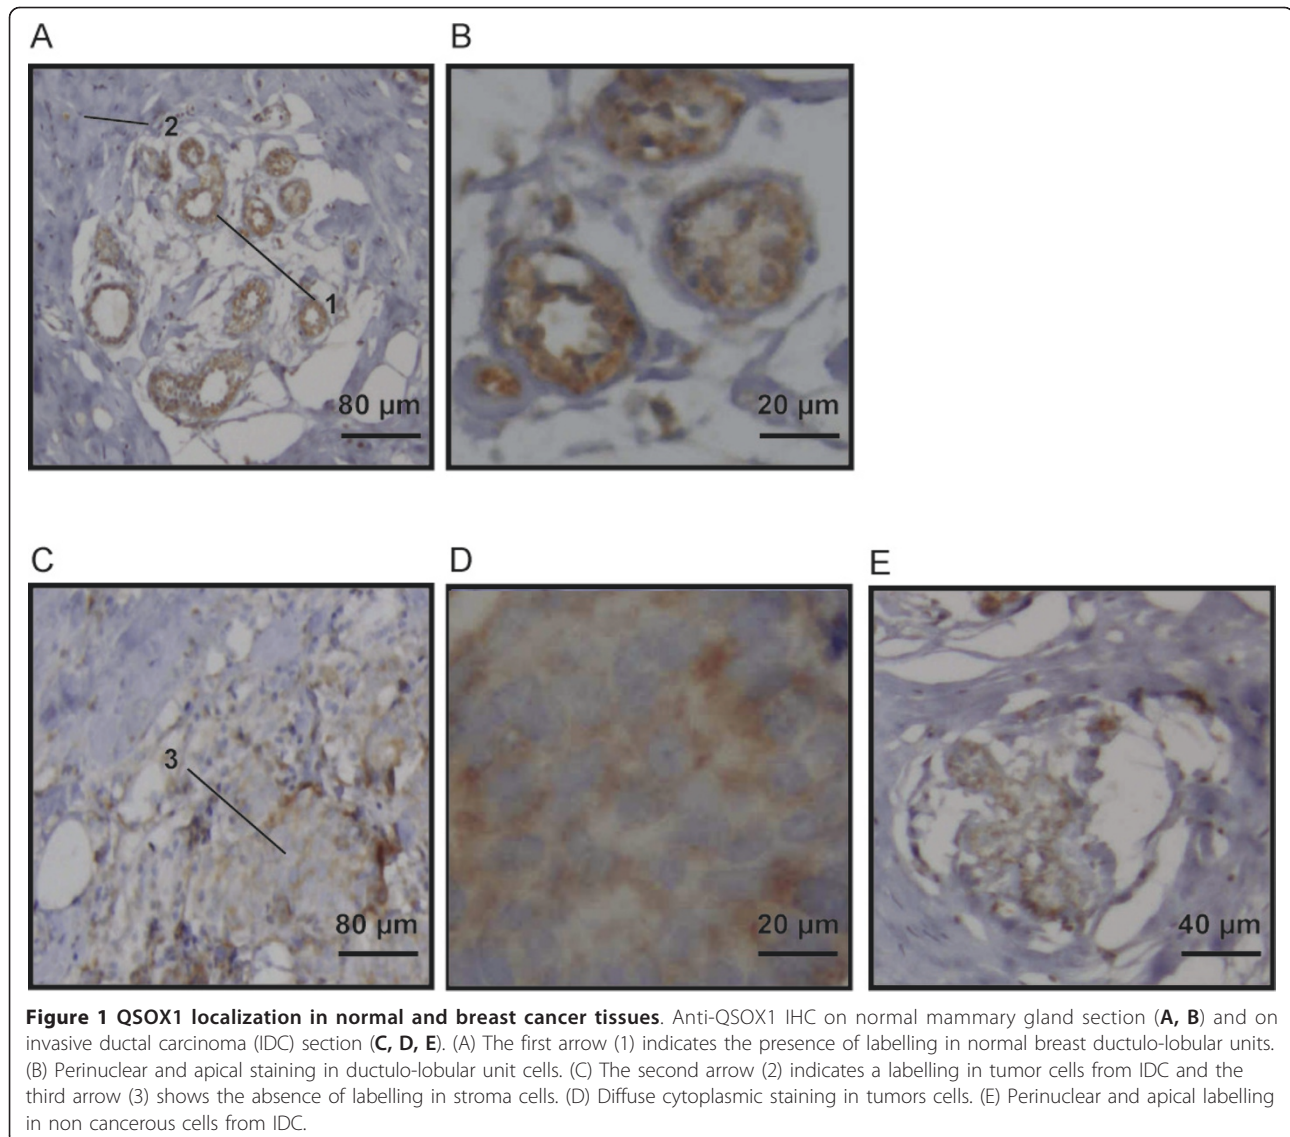 A
B
2
1
80 µm
20 µm
C
D
E
3
80 µm
20 µm
40 µm
Figure 1 QSOX1 localization in normal and breast cancer tissues. Anti-QSOX1 IHC on normal mammary gland section (A, B) and on
invasive ductal carcinoma (IDC) section (C, D, E). (A) The first arrow (1) indicates the presence of labelling in normal breast ductulo-lobular units.
(B) Perinuclear and apical staining in ductulo-lobular unit cells. (C) The second arrow (2) indicates a labelling in tumor cells from IDC and the
third arrow (3) shows the absence of labelling in stroma cells. (D) Diffuse cytoplasmic staining in tumors cells. (E) Perinuclear and apical labelling
in non cancerous cells from IDC.